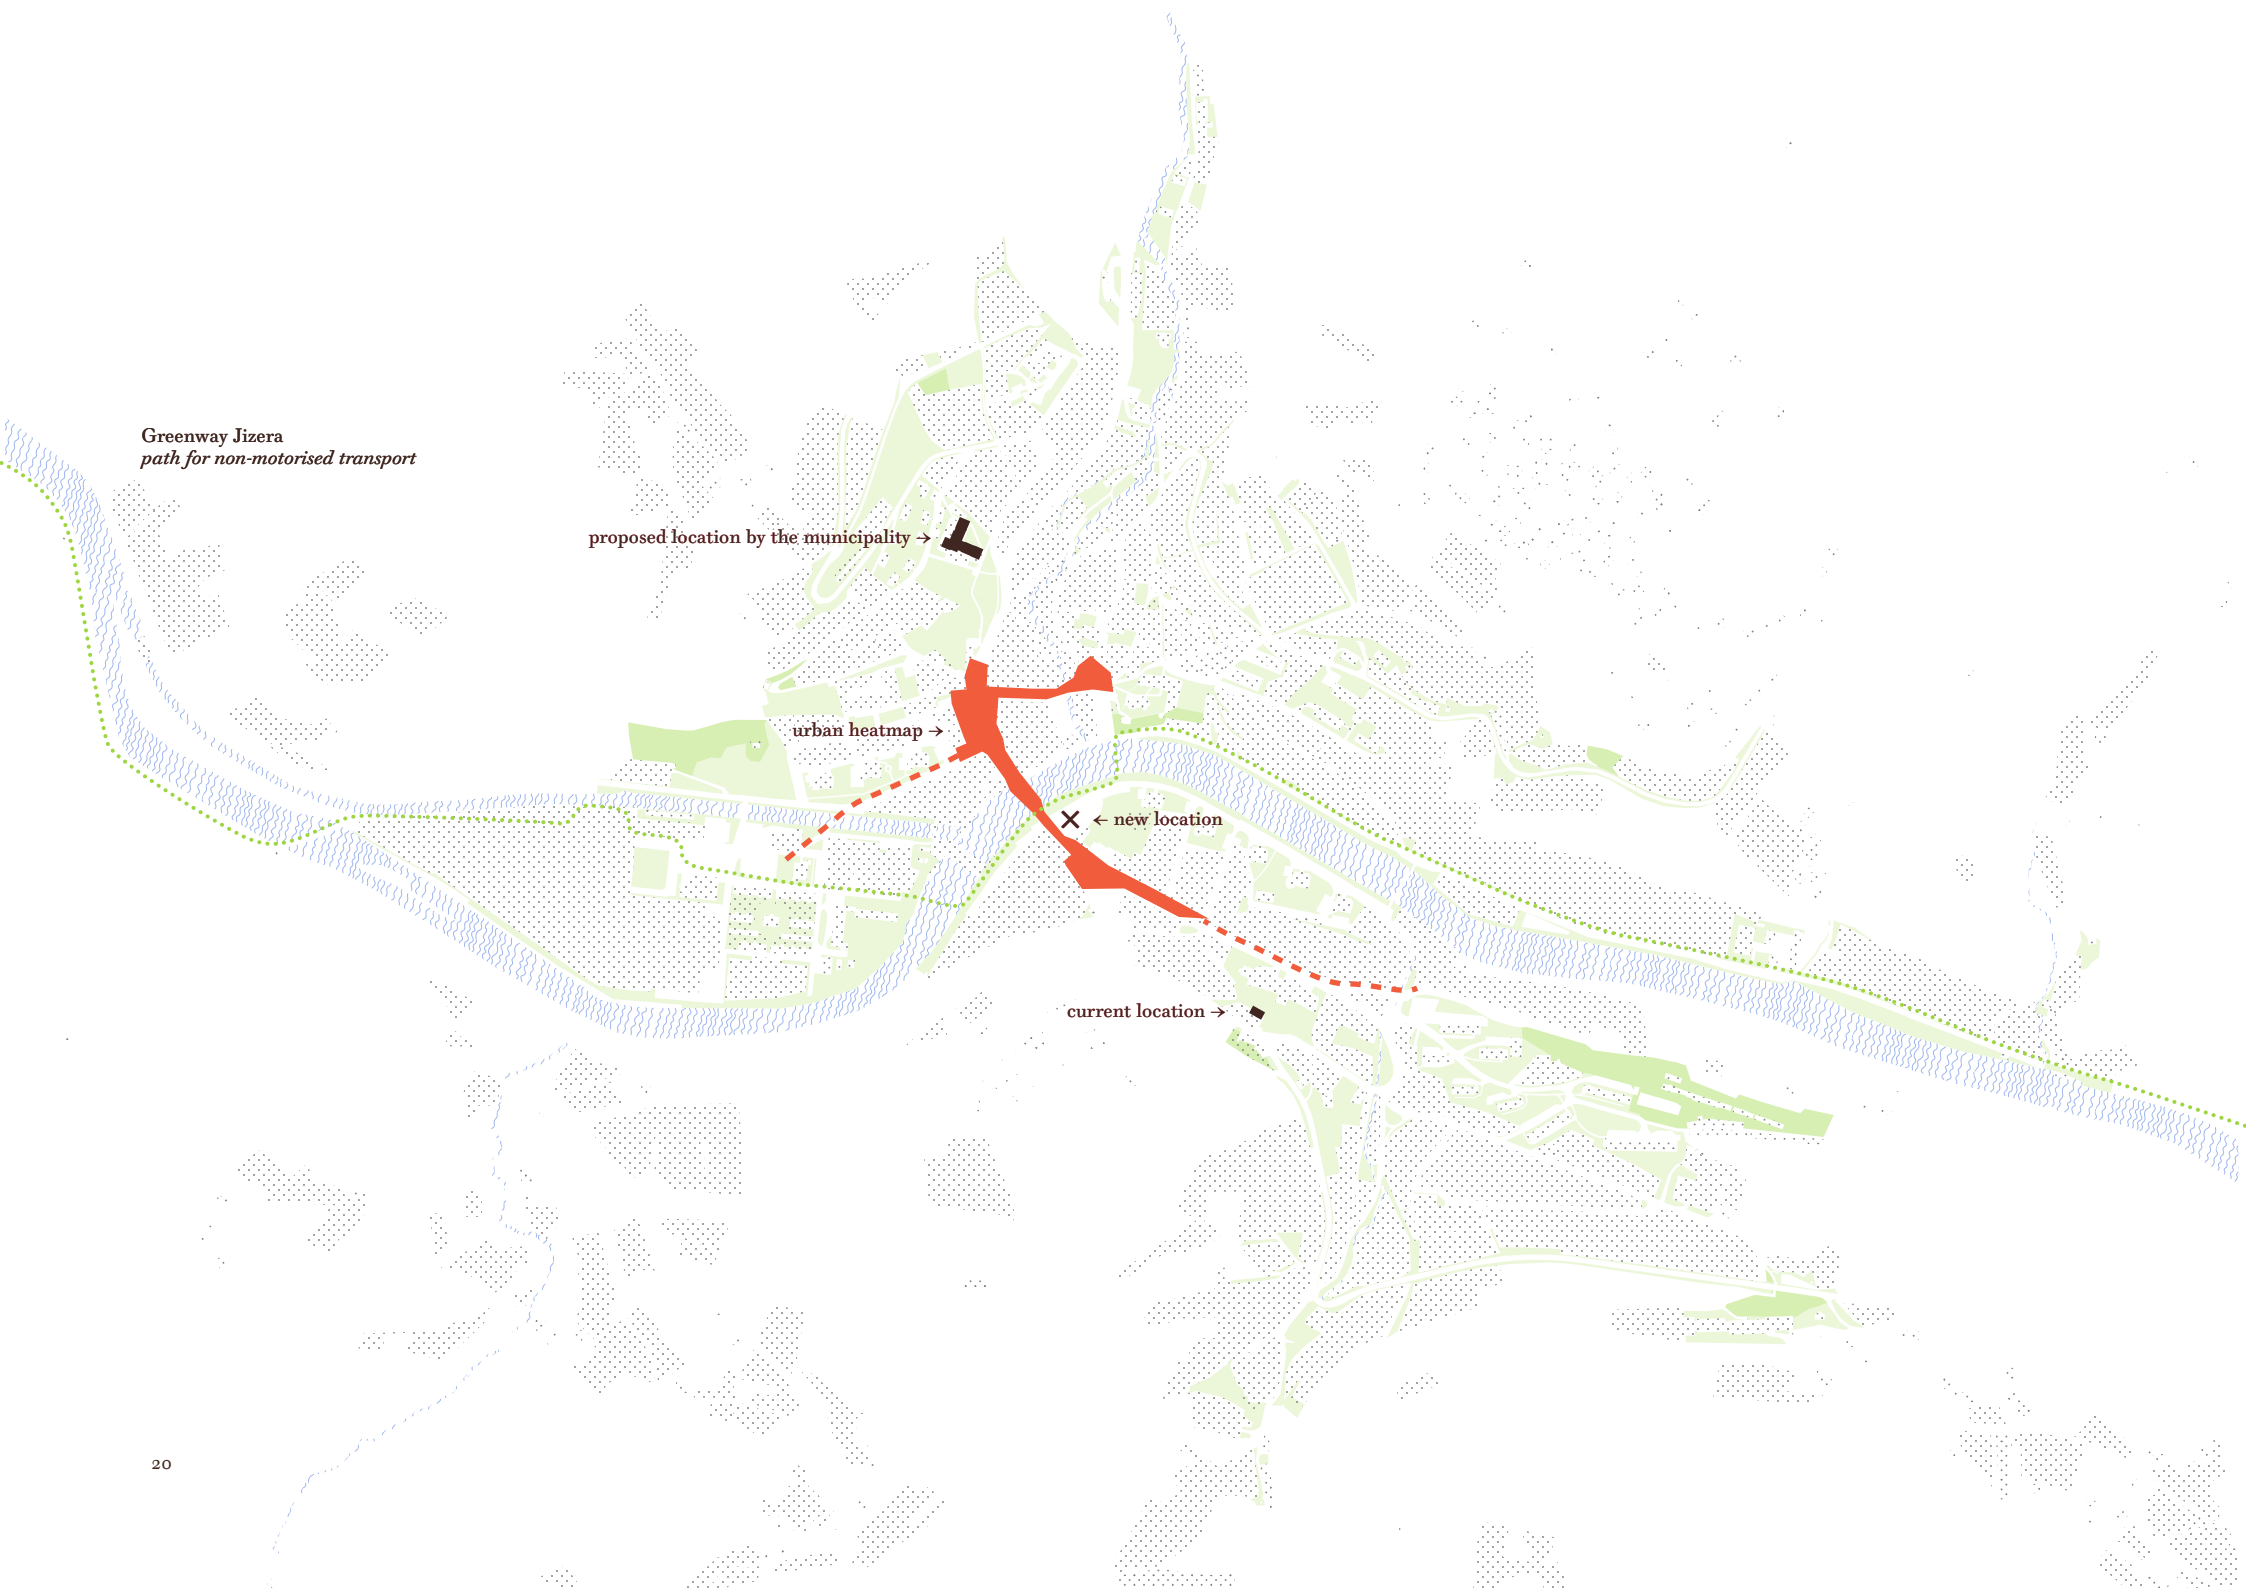 Greenway Jizera
path for non-motorised transport
proposed location by the municipality →
urban heatmap →
← new location
current location →
20